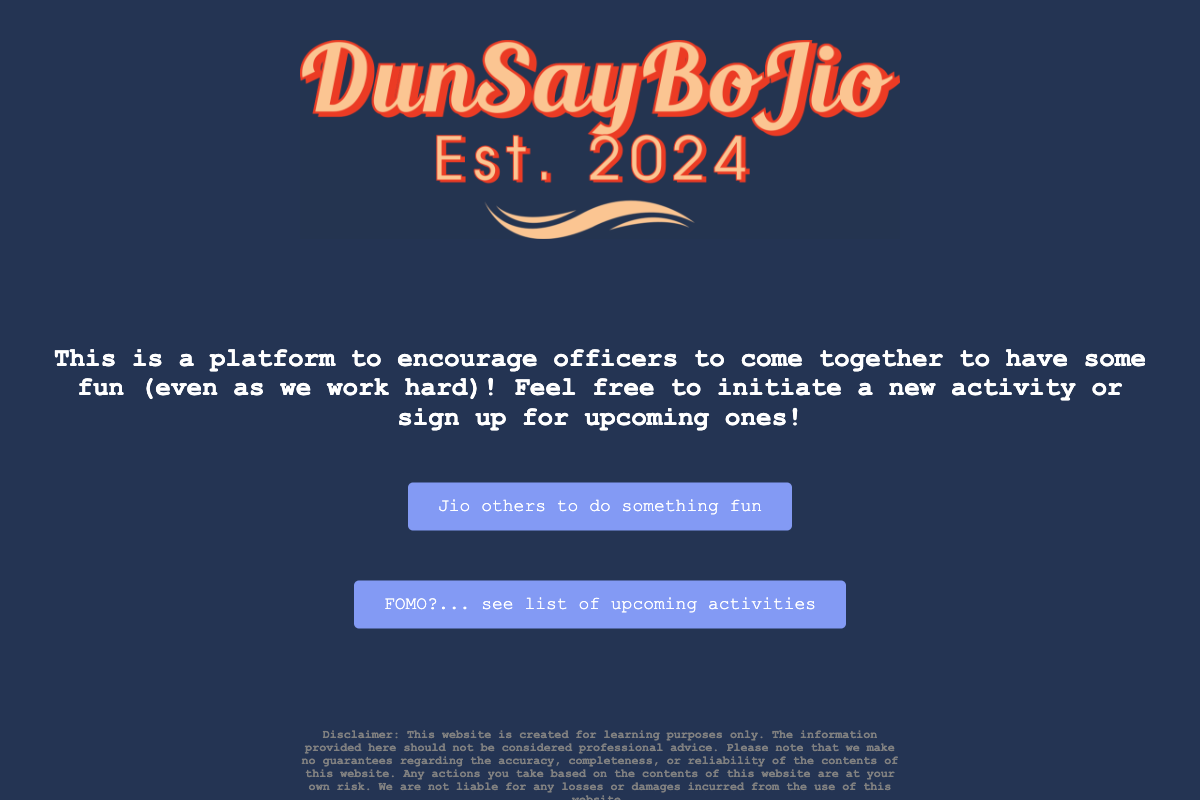 DunSayBoJio
Est. 2024
This is a platform to encourage officers to come together to have some
fun (even as we work hard)! Feel free to initiate a new activity or
sign up for upcoming ones!
Jio others to do something fun
FOMO?... see list of upcoming activities
Disclaimer: This website is created for learning purposes only. The information
provided here should not be considered professional advice. Please note that we make
no guarantees regarding the accuracy, completeness, or reliability of the contents of
this website. Any actions you take based on the contents of this website are at your
own risk. We are not liable for any losses or damages incurred from the use of this
website.